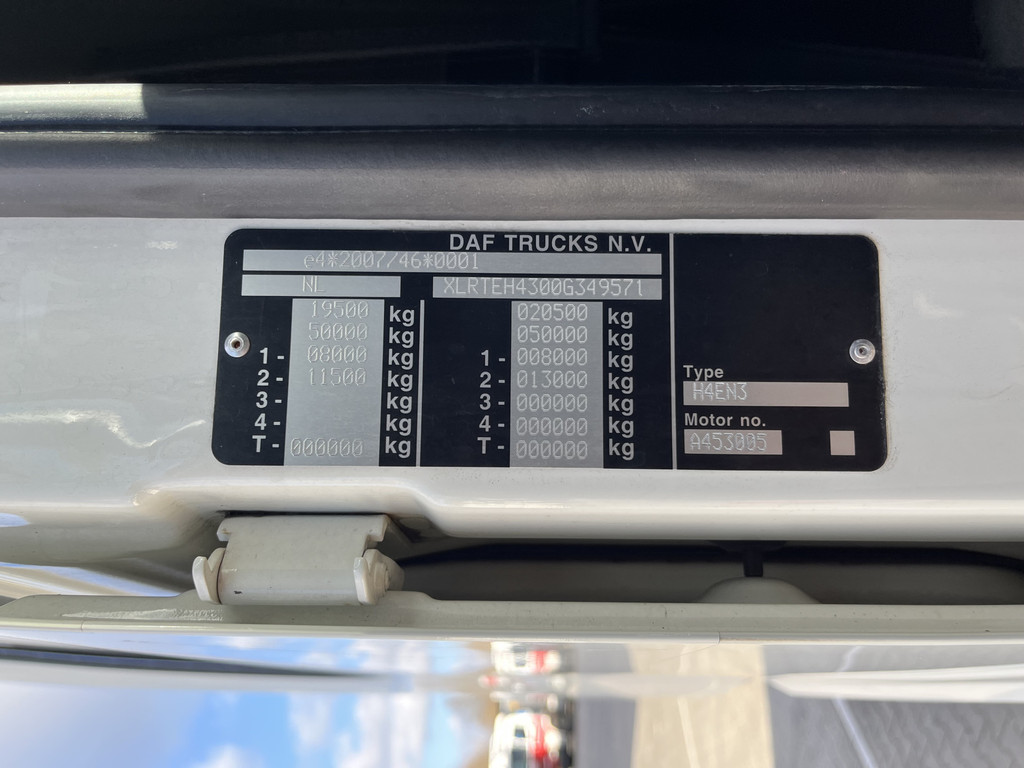 DAF TRUCKS N.V.
e4*2007/46*0001
NL XLRTEH4300G349571
19500 kg 020500 kg
50000 kg 050000 kg
1- 08000 kg 1- 008000 kg
2- 11500 kg 2- 013000 kg
3- kg 3- 000000 kg
4- kg 4- 000000 kg
T- 000000 kg T- 000000 kg
Type
H4EN3
Motor no.
A453005